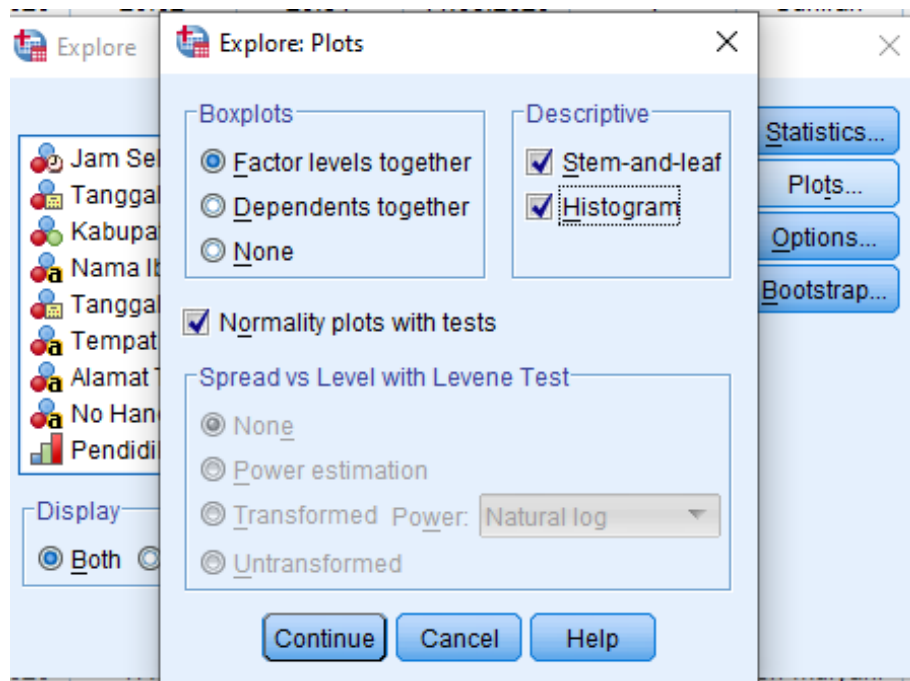 Explore
Explore: Plots
Boxplots
Factor levels together
Dependents together
None
Descriptive
Stem-and-leaf
Histogram
Normality plots with tests
Spread vs Level with Levene Test
None
Power estimation
Transformed Power: Natural log
Untransformed
Continue Cancel Help
Jam Sel
Tanggal
Kabupa
Nama Ib
Tanggal
Tempat
Alamat
No Han
Pendidi
Display
Both
Statistics...
Plots...
Options...
Bootstrap...